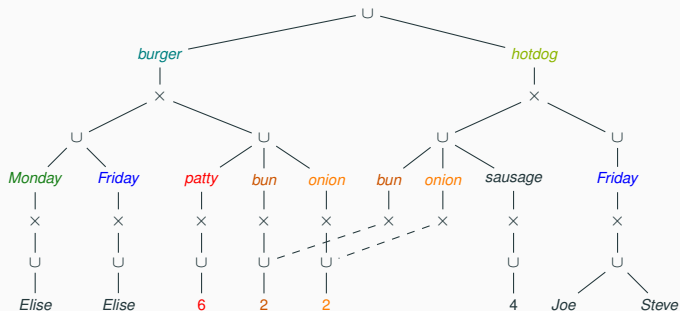 ∪
burger hotdog
× ×
∪ ∪ ∪ ∪
Monday Friday patty bun onion bun onion sausage Friday
× × × × × × × × ×
∪ ∪ ∪ ∪ ∪ ∪ ∪
Elise Elise 6 2 2 4 Joe Steve